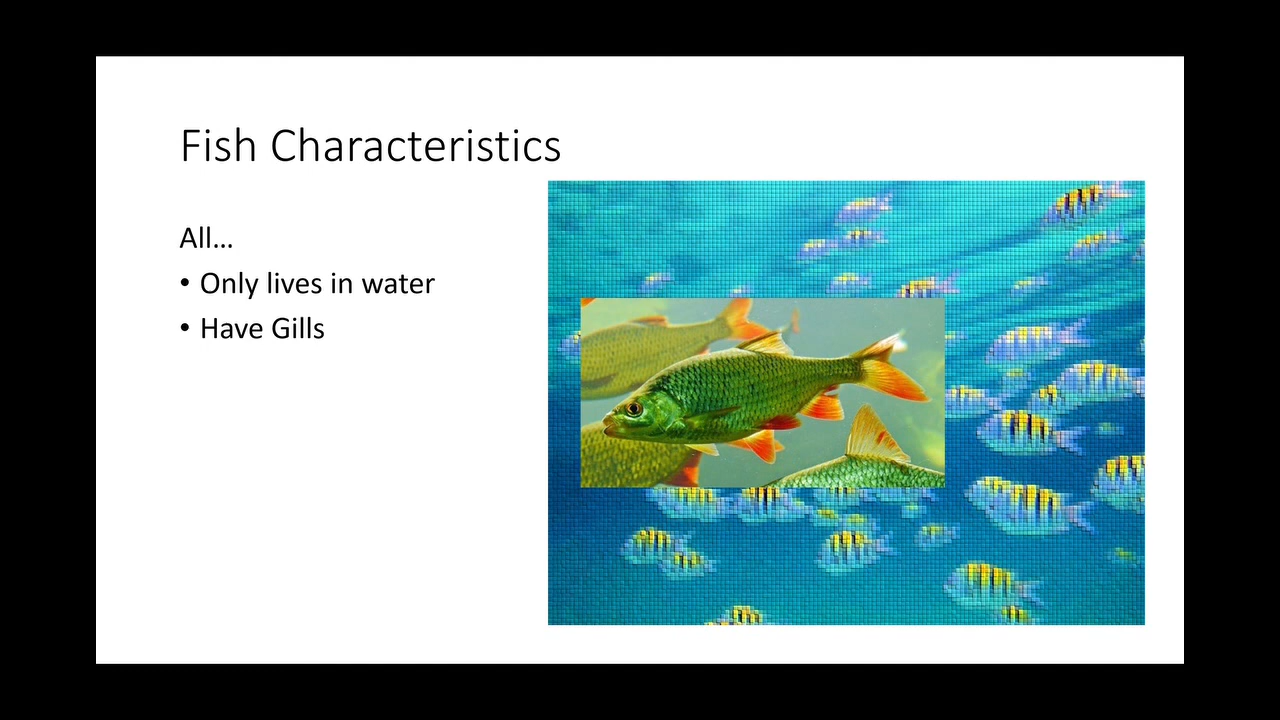 Fish Characteristics
All...
• Only lives in water
• Have Gills